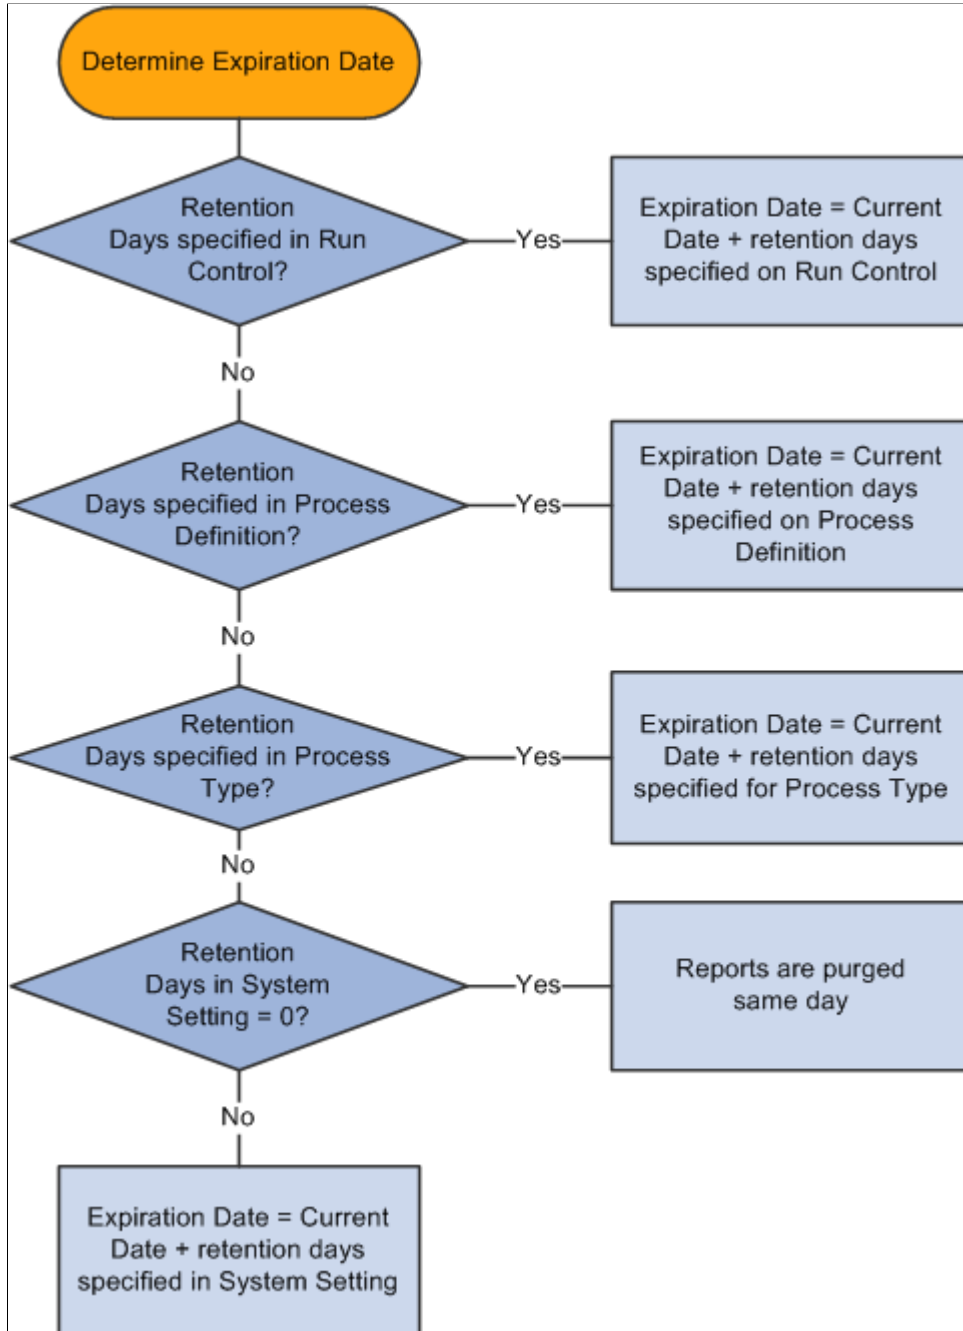 Determine Expiration Date
Retention
Days specified in Run
Control?
Yes
Expiration Date = Current
Date + retention days
specified on Run Control
No
Retention
Days specified in Process
Definition?
Yes
Expiration Date = Current
Date + retention days
specified on Process
Definition
No
Retention
Days specified in Process
Type?
Yes
Expiration Date = Current
Date + retention days
specified for Process Type
No
Retention
Days in System
Setting = 0?
Yes
Reports are purged
same day
No
Expiration Date = Current
Date + retention days
specified in System Setting